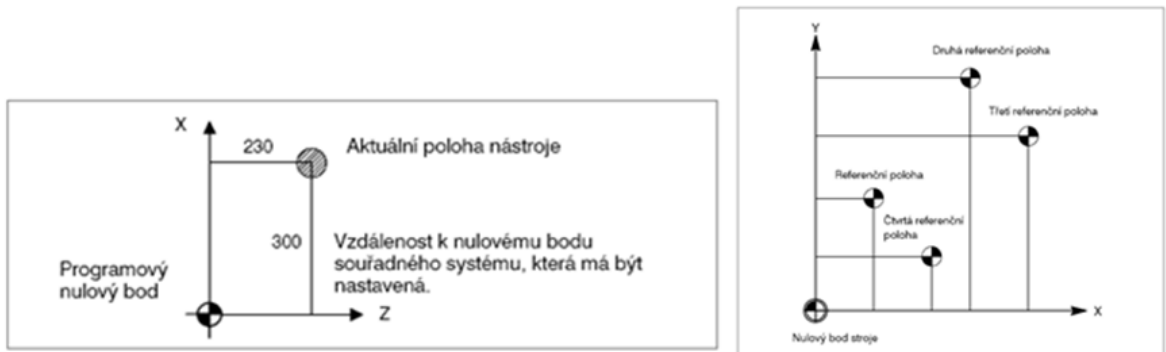 X
230
Aktuální poloha nástroje
300
Vzdálenost k nulovému bodu
souřadného systému, která má být
nastavená.
Programový
nulový bod
Z
Y
Druhá referenční poloha
Třetí referenční poloha
Referenční poloha
Čtvrtá referenční
poloha
X
Nulový bod stroje